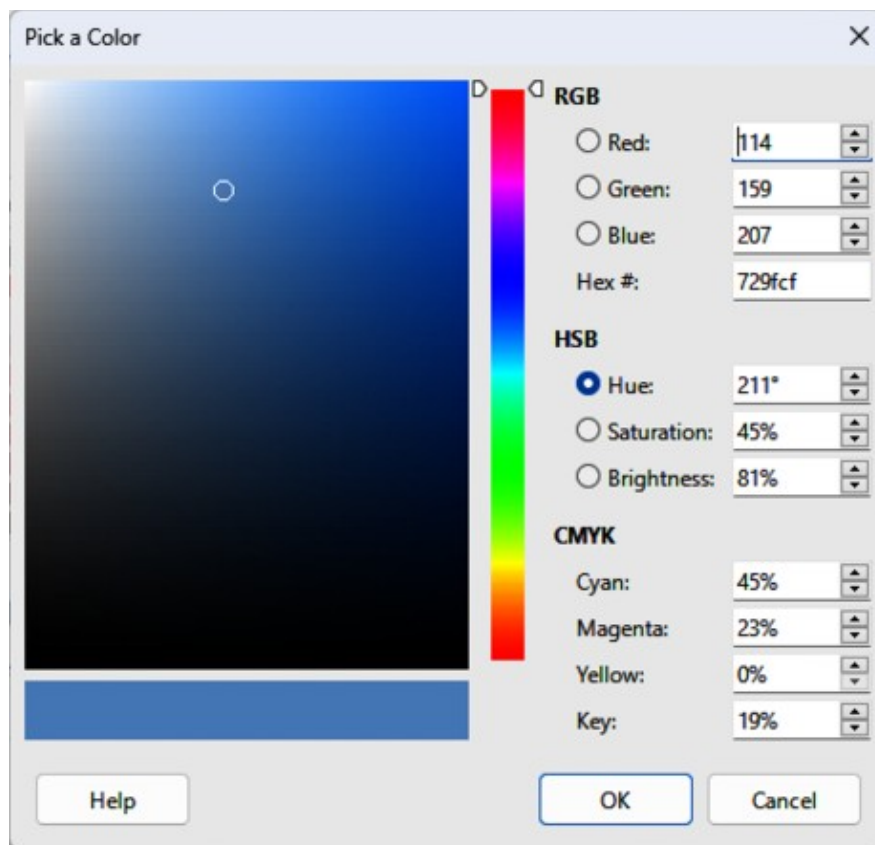 Pick a Color
RGB
Red: 114
Green: 159
Blue: 207
Hex #: 729fcf
HSB
Hue: 211°
Saturation: 45%
Brightness: 81%
CMYK
Cyan: 45%
Magenta: 23%
Yellow: 0%
Key: 19%
Help OK Cancel